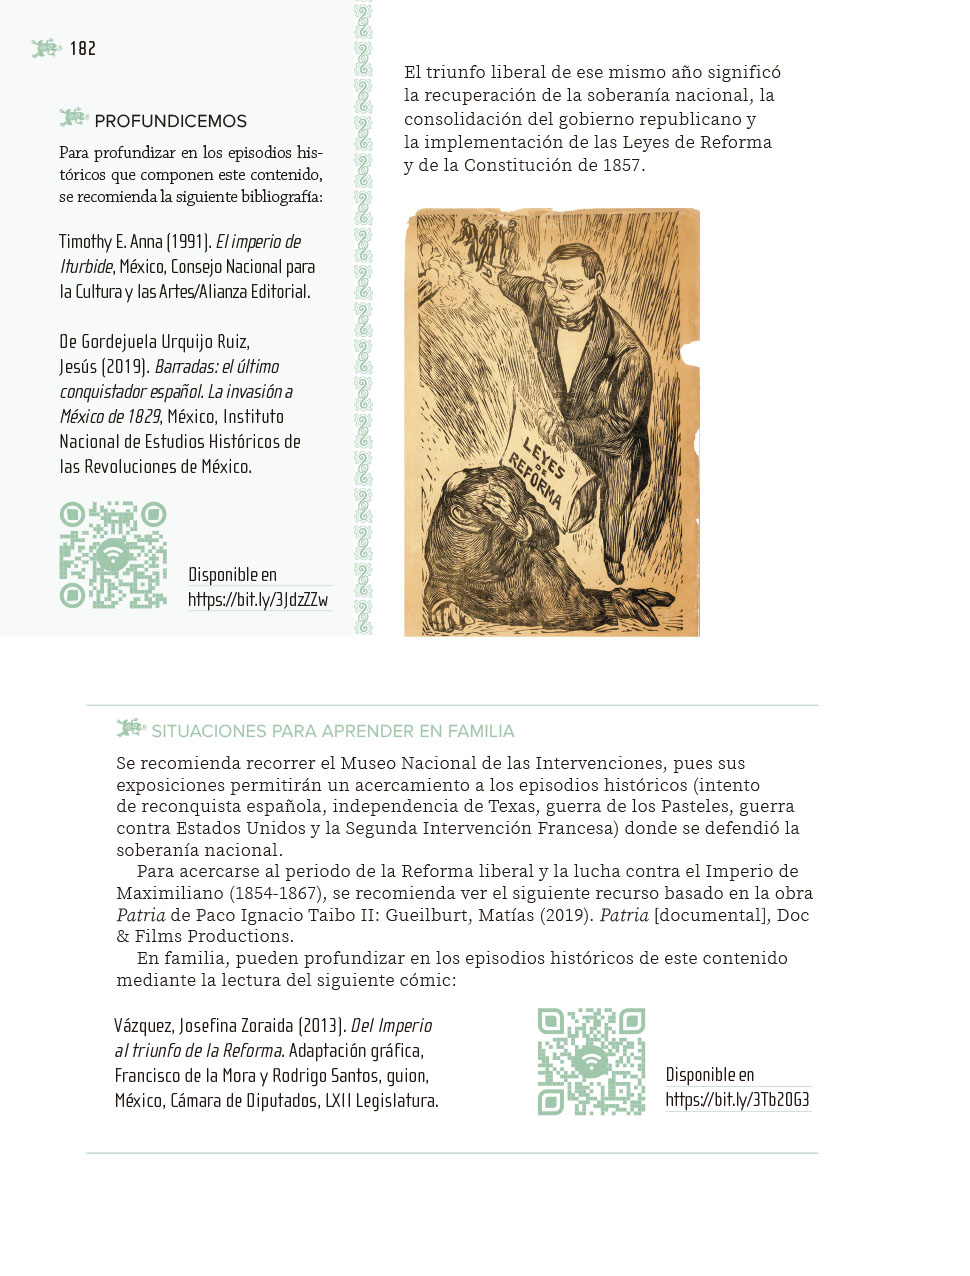 182
PROFUNDICEMOS
Para profundizar en los episodios his-
tóricos que componen este contenido,
se recomienda la siguiente bibliografía:
Timothy E. Anna (1991). El imperio de
Iturbide, México, Consejo Nacional para
la Cultura y las Artes/Alianza Editorial.
De Gordejuela Urquijo Ruiz,
Jesús (2019). Barradas: el último
conquistador español. La invasión a
México de 1829, México, Instituto
Nacional de Estudios Históricos de
las Revoluciones de México.
Disponible en
https://bit.ly/3JdzZZw
El triunfo liberal de ese mismo año significó
la recuperación de la soberanía nacional, la
consolidación del gobierno republicano y
la implementación de las Leyes de Reforma
y de la Constitución de 1857.
LEYES
DE
REFORMA
SITUACIONES PARA APRENDER EN FAMILIA
Se recomienda recorrer el Museo Nacional de las Intervenciones, pues sus
exposiciones permitirán un acercamiento a los episodios históricos (intento
de reconquista española, independencia de Texas, guerra de los Pasteles, guerra
contra Estados Unidos y la Segunda Intervención Francesa) donde se defendió la
soberanía nacional.
Para acercarse al periodo de la Reforma liberal y la lucha contra el Imperio de
Maximiliano (1854-1867), se recomienda ver el siguiente recurso basado en la obra
Patria de Paco Ignacio Taibo II: Gueilburt, Matías (2019). Patria [documental], Doc
& Films Productions.
En familia, pueden profundizar en los episodios históricos de este contenido
mediante la lectura del siguiente cómic:
Vázquez, Josefina Zoraida (2013). Del Imperio
al triunfo de la Reforma. Adaptación gráfica,
Francisco de la Mora y Rodrigo Santos, guion,
México, Cámara de Diputados, LXII Legislatura.
Disponible en
https://bit.ly/3Tb20G3